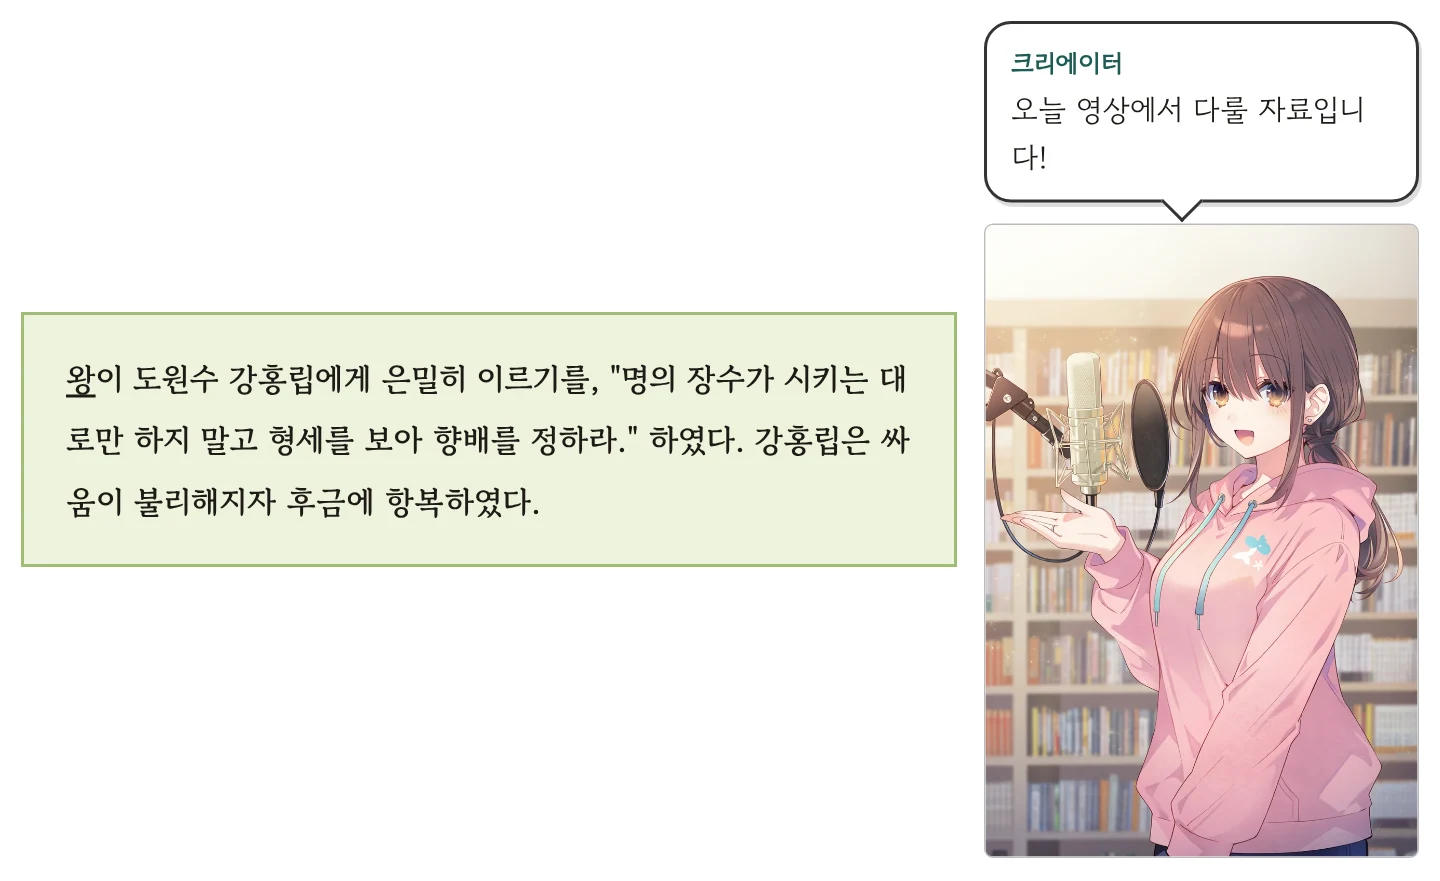 크리에이터
오늘 영상에서 다룰 자료입니
다!
왕이 도원수 강홍립에게 은밀히 이르기를, "명의 장수가 시키는 대
로만 하지 말고 형세를 보아 향배를 정하라." 하였다. 강홍립은 싸
움이 불리해지자 후금에 항복하였다.